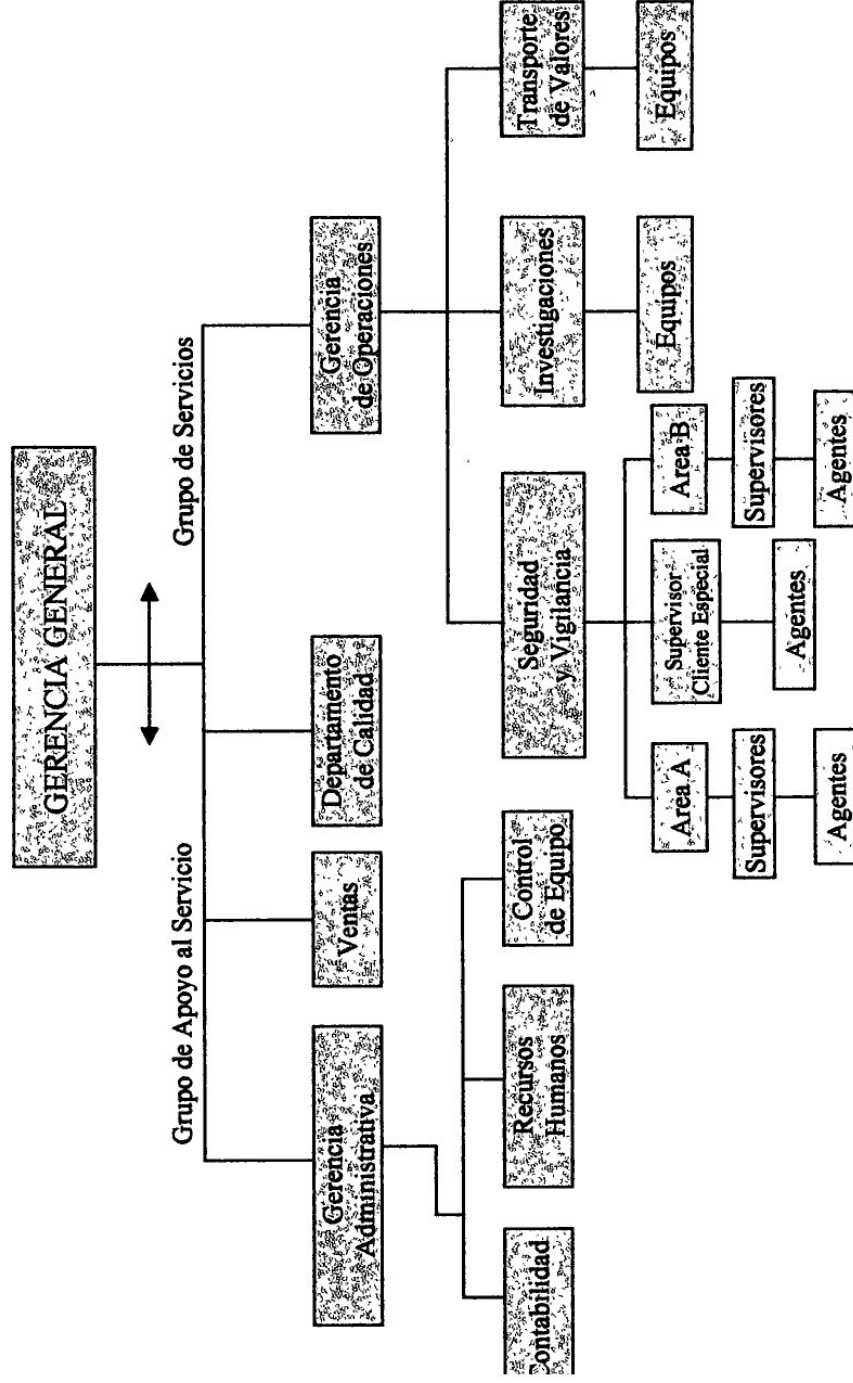 GERENCIA GENERAL
Grupo de Apoyo al Servicio
Grupo de Servicios
Gerencia
Administrativa
Ventas
Departamento
de Calidad
Gerencia
de Operaciones
Contabilidad
Recursos
Humanos
Control
de Equipo
Seguridad
y Vigilancia
Investigaciones
Transporte
de Valores
Area A
Supervisores
Agentes
Supervisor
Cliente Especial
Agentes
Area B
Supervisores
Agentes
Equipos
Equipos